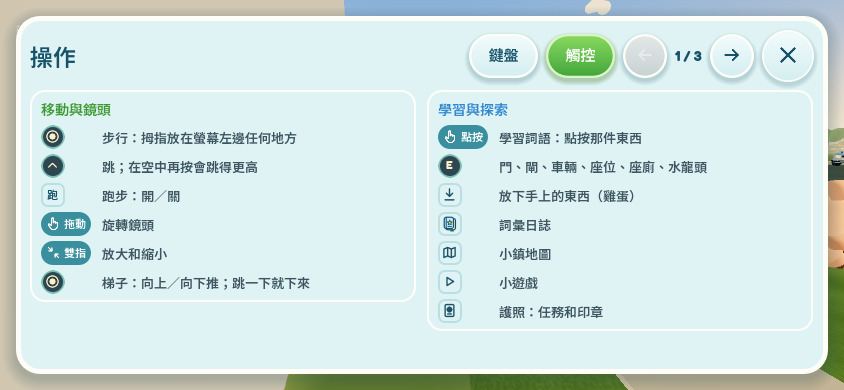 操作
鍵盤
觸控
1/3
移動與鏡頭
步行：拇指放在螢幕左邊任何地方
跳；在空中再按會跳得更高
跑
跑步：開／關
拖動
旋轉鏡頭
雙指
放大和縮小
梯子：向上／向下推；跳一下就下來
學習與探索
點按
學習詞語：點按那件東西
E
門、閘、車輛、座位、座廁、水龍頭
放下手上的東西（雞蛋）
詞彙日誌
小鎮地圖
小遊戲
護照：任務和印章